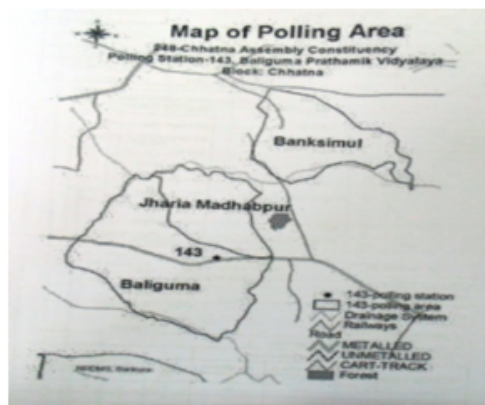 Map of Polling Area
248-Chhatna Assembly Constituency
Polling Station-143, Baliguma Prathamik Vidyalaya
Block: Chhatna
Banksimul
Jharia Madhabpur
143
Baliguma
143-polling station
143-polling area
Drainage System
Railways
Road
METALLED
UNMETALLED
CART-TRACK
Forest